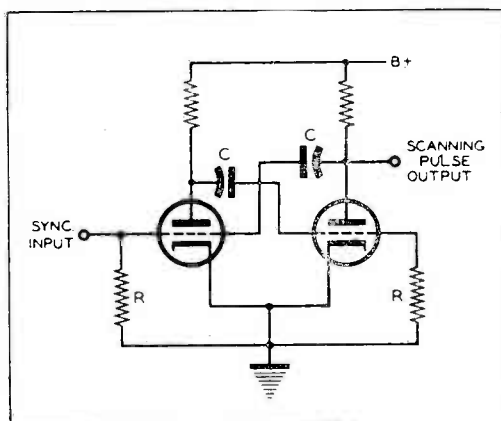 B+
C
C
SCANNING
PULSE
OUTPUT
SYNC.
INPUT
R
R